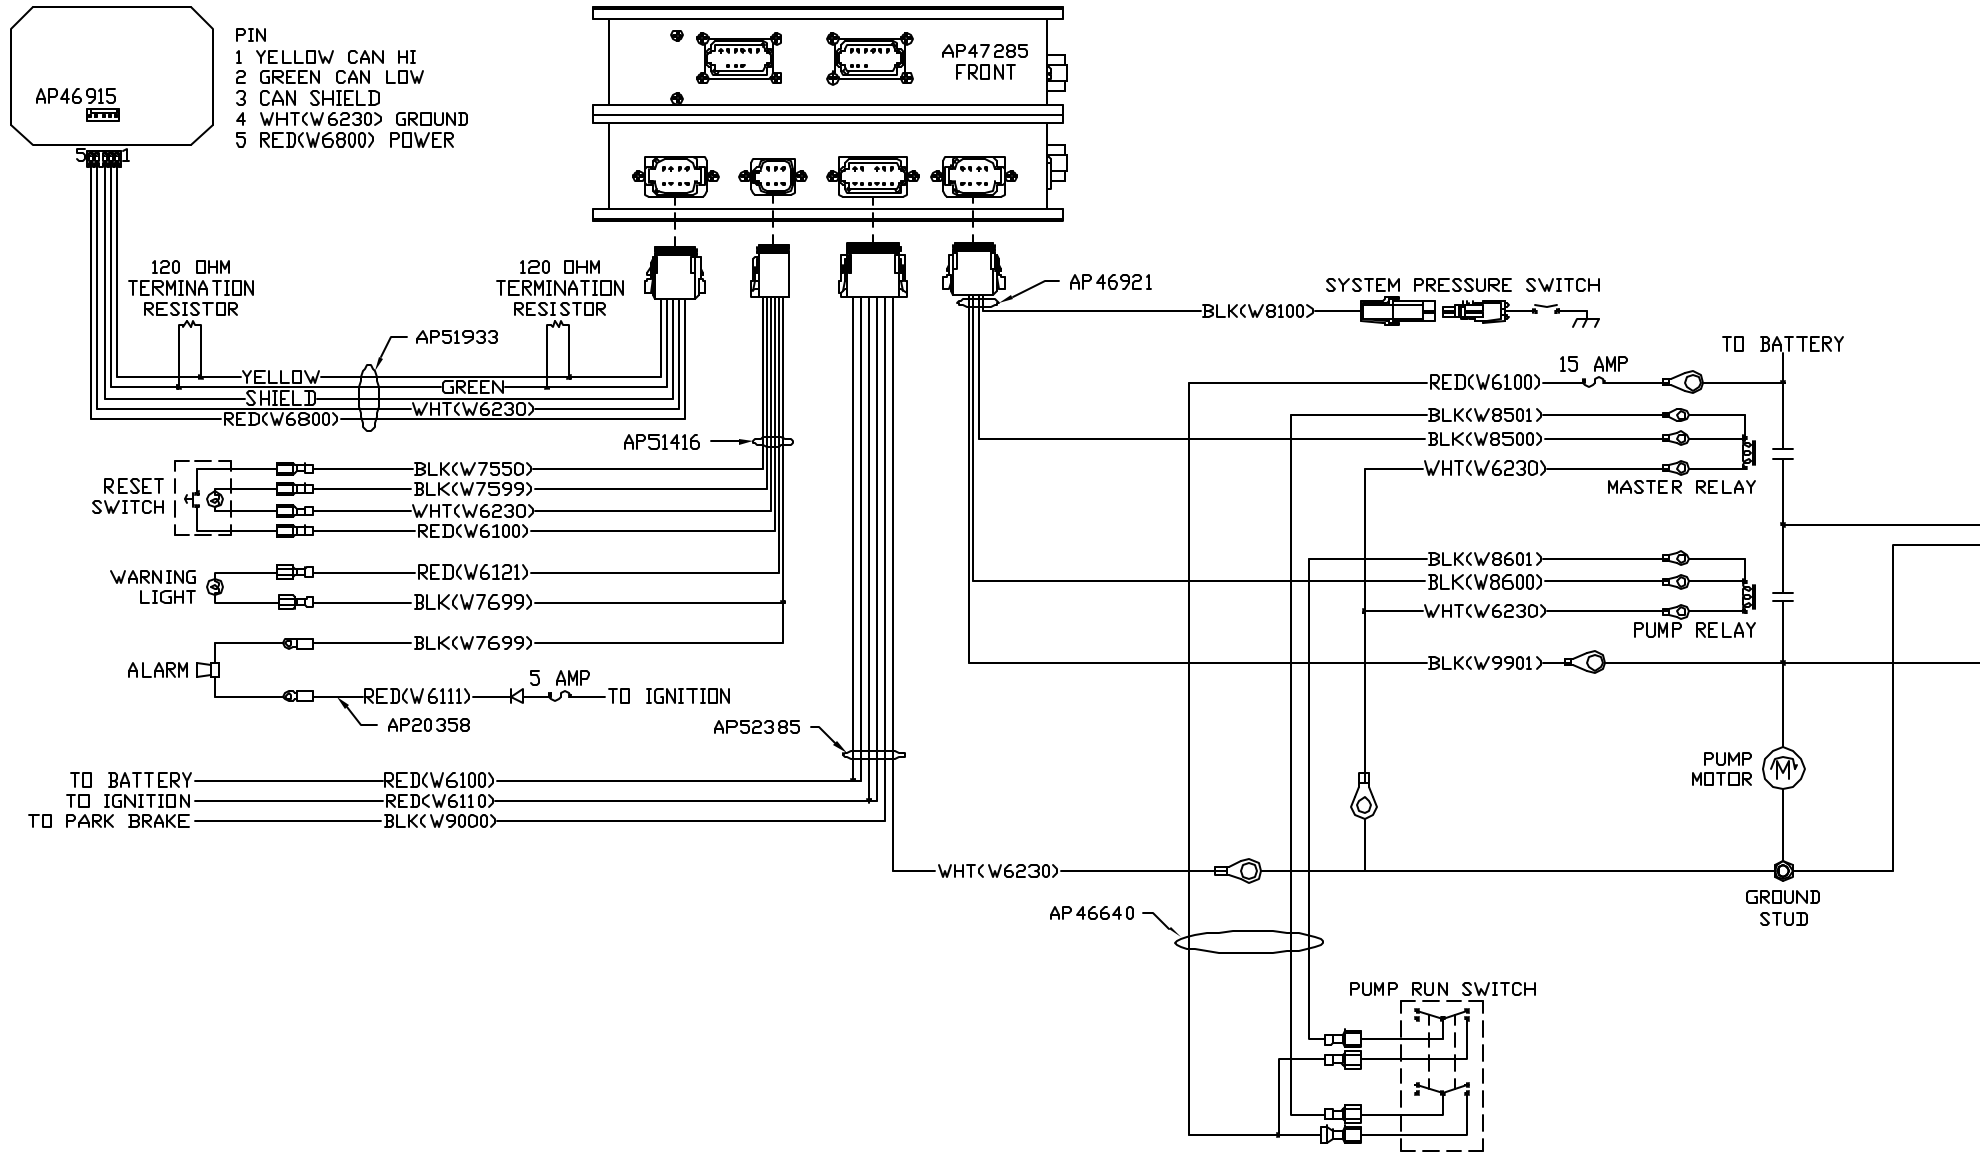 AP46915
5 1
PIN
1 YELLOW CAN HI
2 GREEN CAN LOW
3 CAN SHIELD
4 WHT(W6230) GROUND
5 RED(W6800) POWER
AP47285
FRONT
120 OHM
TERMINATION
RESISTOR
120 OHM
TERMINATION
RESISTOR
AP51933
YELLOW
GREEN
SHIELD
WHT(W6230)
RED(W6800)
AP51416
RESET
SWITCH
BLK(W7550)
BLK(W7599)
WHT(W6230)
RED(W6100)
WARNING
LIGHT
RED(W6121)
BLK(W7699)
ALARM
BLK(W7699)
RED(W6111)
5 AMP
TO IGNITION
AP20358
AP52385
TO BATTERY
RED(W6100)
TO IGNITION
RED(W6110)
TO PARK BRAKE
BLK(W9000)
WHT(W6230)
AP46921
BLK(W8100)
SYSTEM PRESSURE SWITCH
TO BATTERY
15 AMP
RED(W6100)
BLK(W8501)
BLK(W8500)
WHT(W6230)
MASTER RELAY
BLK(W8601)
BLK(W8600)
WHT(W6230)
PUMP RELAY
BLK(W9901)
PUMP
MOTOR
M
GROUND
STUD
AP46640
PUMP RUN SWITCH